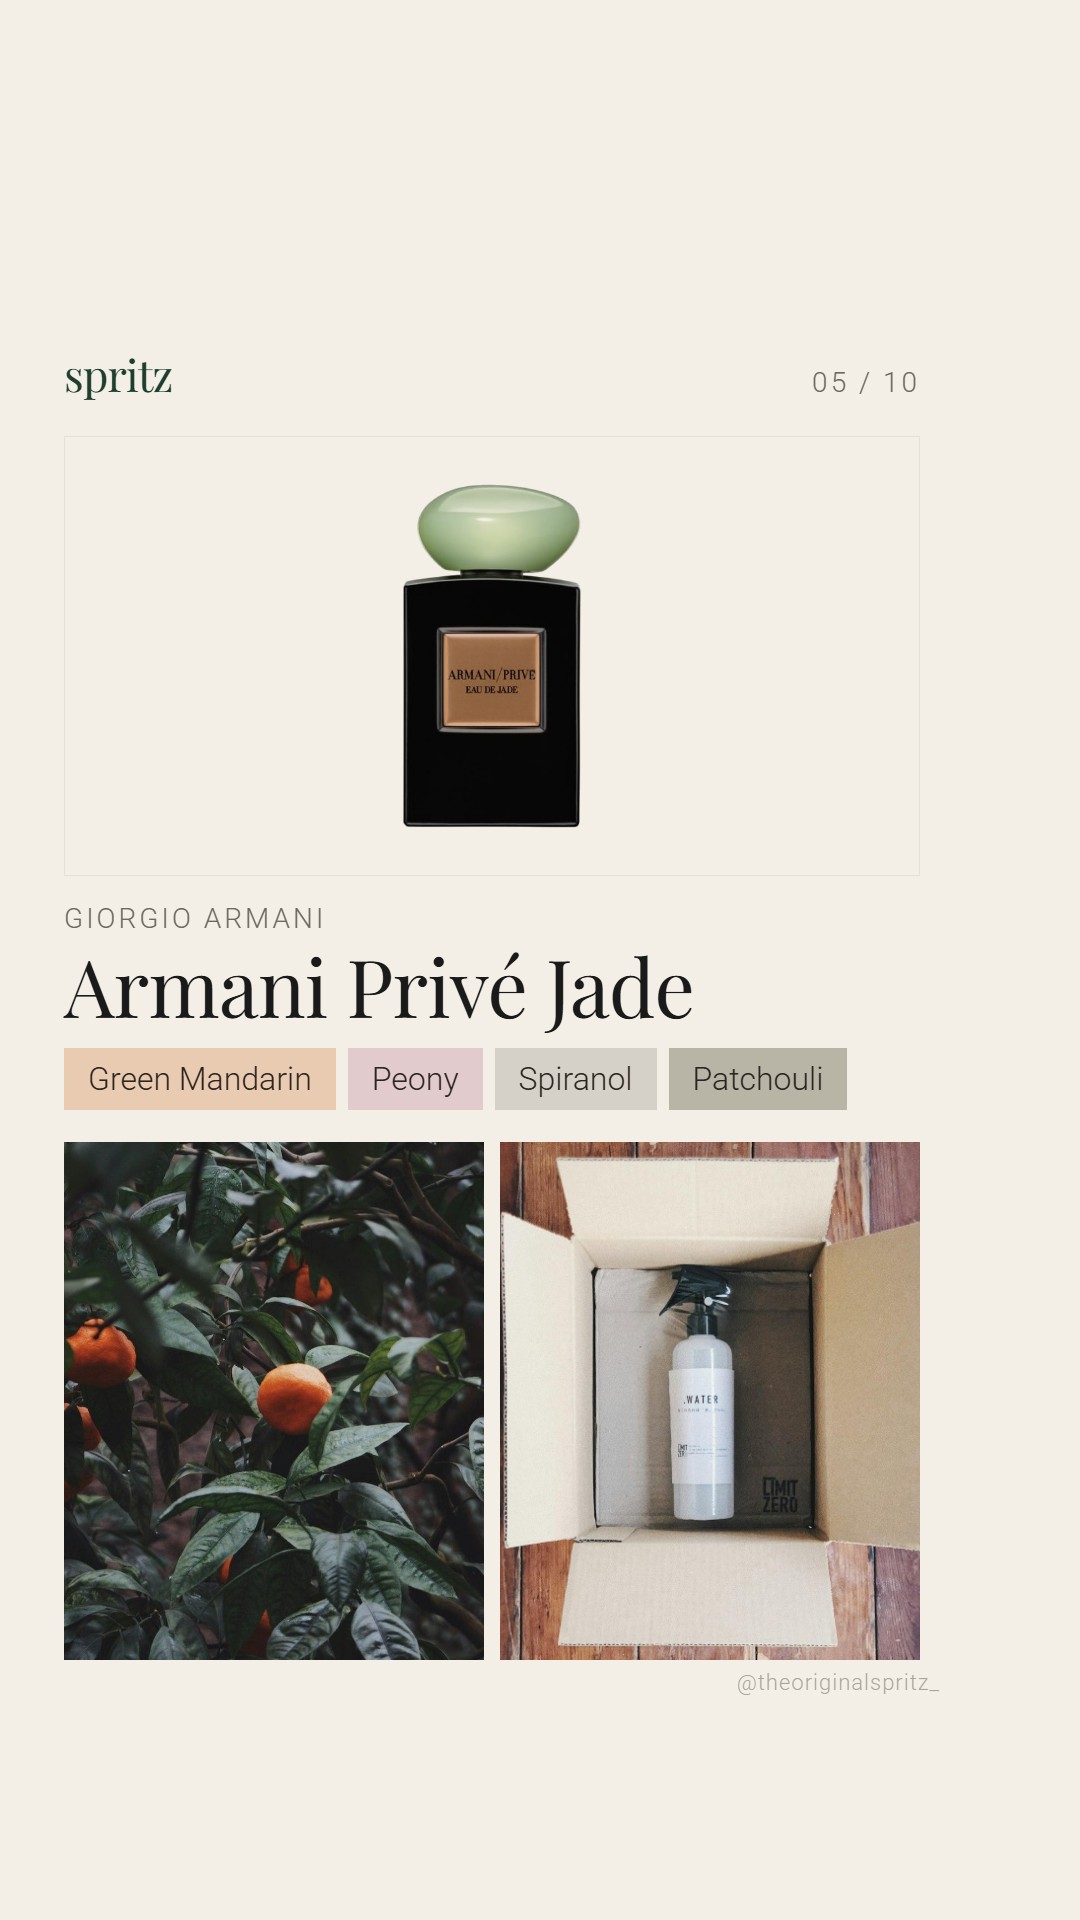 spritz
05 / 10
ARMANI/PRIVE
EAU DE JADE
GIORGIO ARMANI
Armani Privé Jade
Green Mandarin
Peony
Spiranol
Patchouli
.WATER
LIMIT
ZERO
@theoriginalspritz_